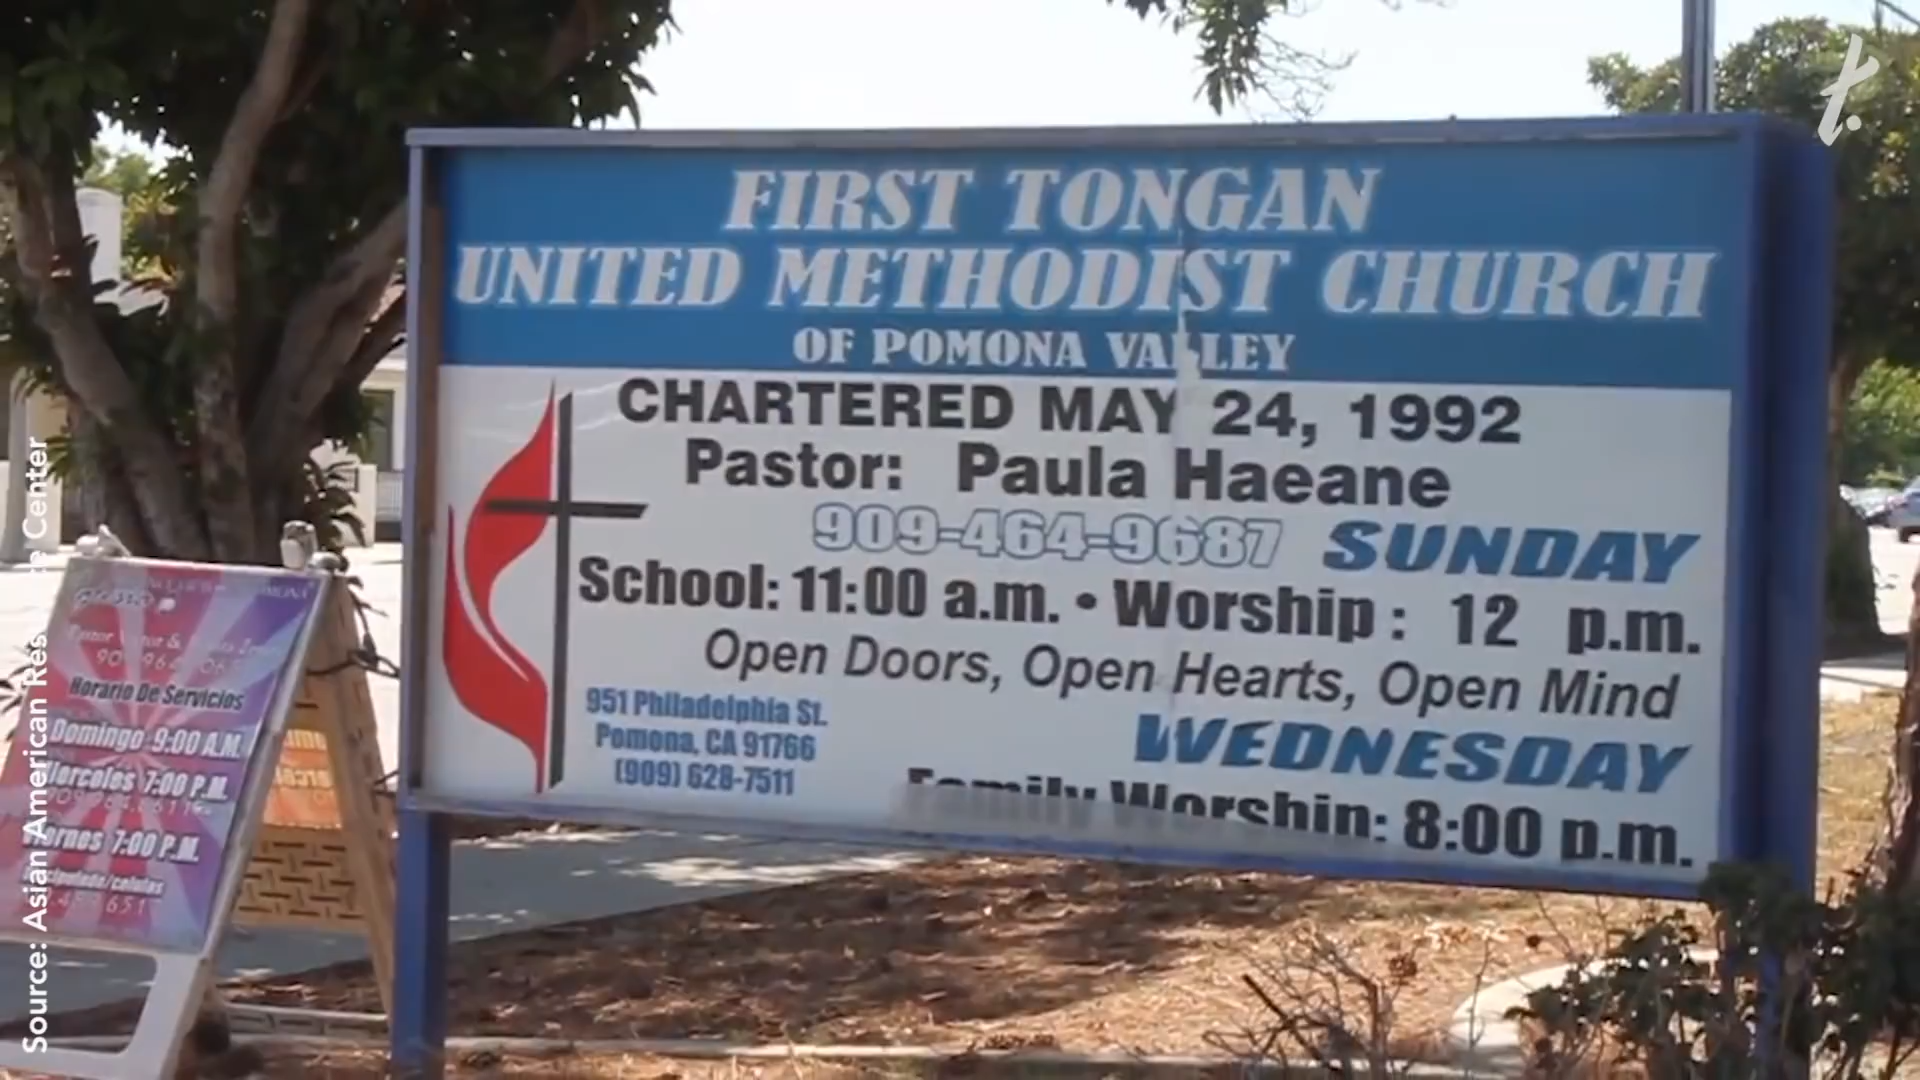 FIRST TONGAN
UNITED METHODIST CHURCH
OF POMONA VALLEY
CHARTERED MAY 24, 1992
Pastor: Paula Haeane
909-464-9687 SUNDAY
School: 11:00 a.m. • Worship : 12 p.m.
Open Doors, Open Hearts, Open Mind
951 Philadelphia St.
Pomona, CA 91766
(909) 628-7511
WEDNESDAY
Family Worship: 8:00 p.m.
Horario De Servicios
Domingo 9:00 A.M.
7:00 P.M.
7:00 P.M.
Source: Asian American Center
t.